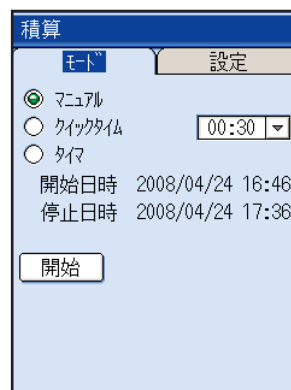 積算
ﾓｰﾄﾞ 設定
ﾏﾆｭｱﾙ
ｸｲｯｸﾀｲﾑ 00:30
ﾀｲﾏ
開始日時 2008/04/24 16:46
停止日時 2008/04/24 17:36
開始